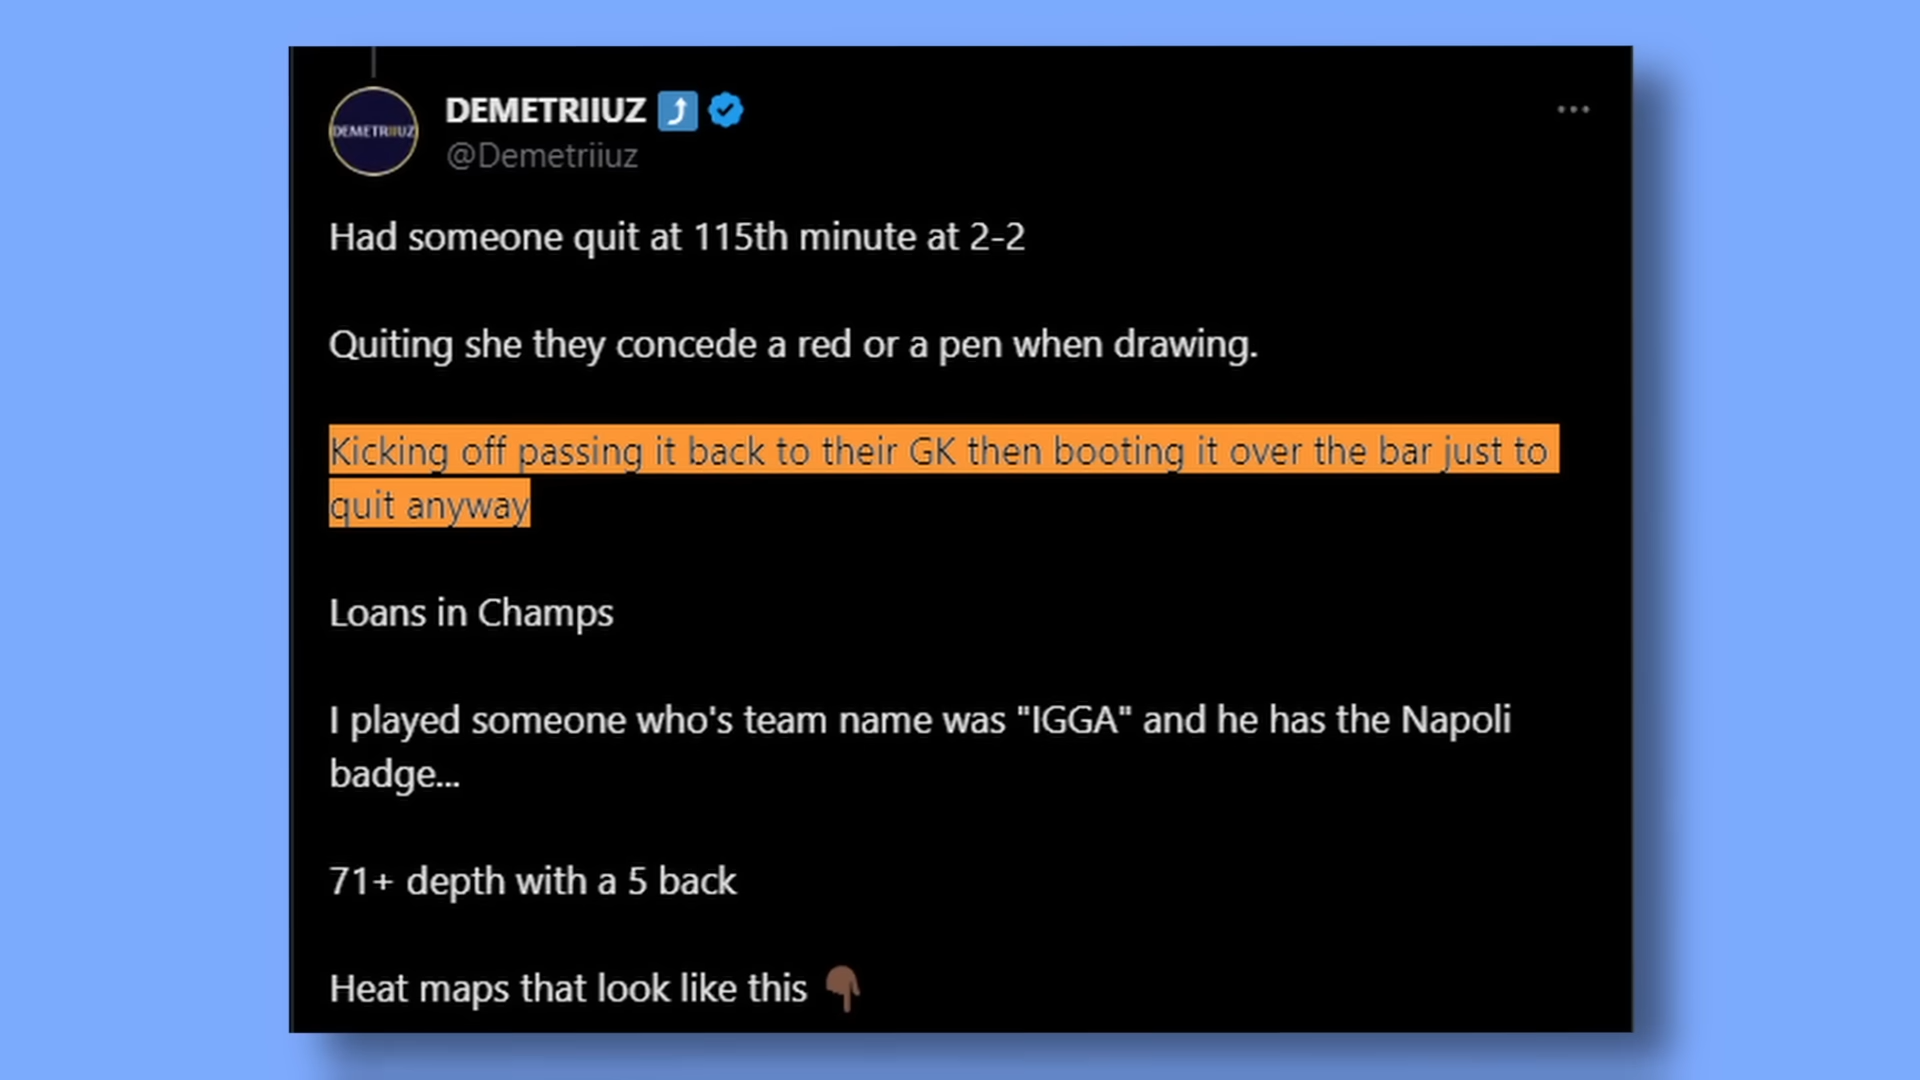 DEMETRIIUZ
DEMETRIIUZ ⤴️
@Demetriiuz
Had someone quit at 115th minute at 2-2
Quiting she they concede a red or a pen when drawing.
Kicking off passing it back to their GK then booting it over the bar just to
quit anyway
Loans in Champs
I played someone who's team name was "IGGA" and he has the Napoli
badge...
71+ depth with a 5 back
Heat maps that look like this 👇🏾